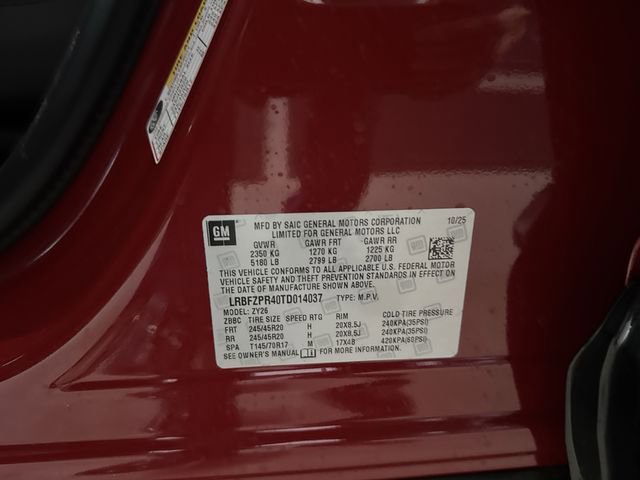 GM
MFD BY SAIC GENERAL MOTORS CORPORATION 10/25
LIMITED FOR GENERAL MOTORS LLC
GVWR GAWR FRT GAWR RR
2350 KG 1270 KG 1225 KG
5180 LB 2799 LB 2700 LB
THIS VEHICLE CONFORMS TO ALL APPLICABLE U.S. FEDERAL MOTOR
VEHICLE SAFETY AND THEFT PREVENTION STANDARDS IN EFFECT ON
THE DATE OF MANUFACTURE SHOWN ABOVE.
LRBFZPR40TD014037 TYPE: M.P.V.
MODEL: ZY26
ZBBC TIRE SIZE SPEED RTG RIM COLD TIRE PRESSURE
FRT 245/45R20 H 20X8.5J 240KPA(35PSI)
RR 245/45R20 H 20X8.5J 240KPA(35PSI)
SPA T145/70R17 M 17X4B 420KPA(60PSI)
SEE OWNER'S MANUAL FOR MORE INFORMATION.